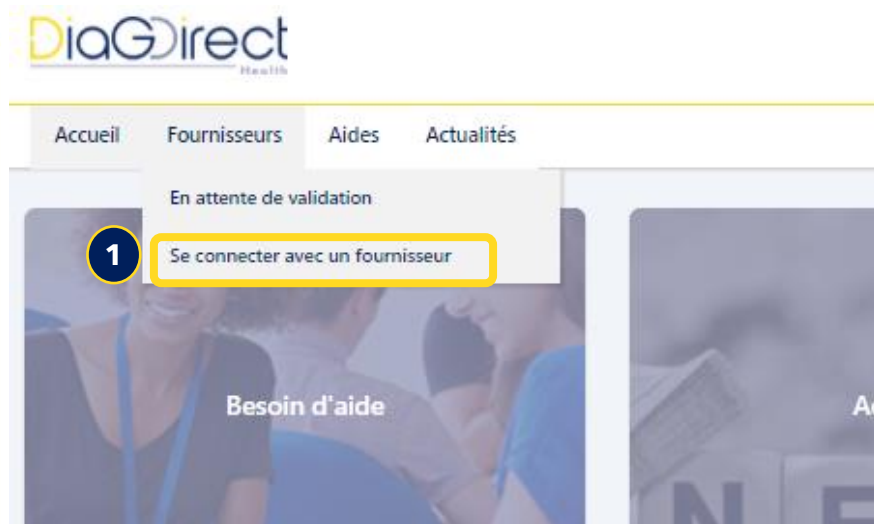 DiaGDirect
Health
Accueil Fournisseurs Aides Actualités
En attente de validation
1 Se connecter avec un fournisseur
Besoin d'aide